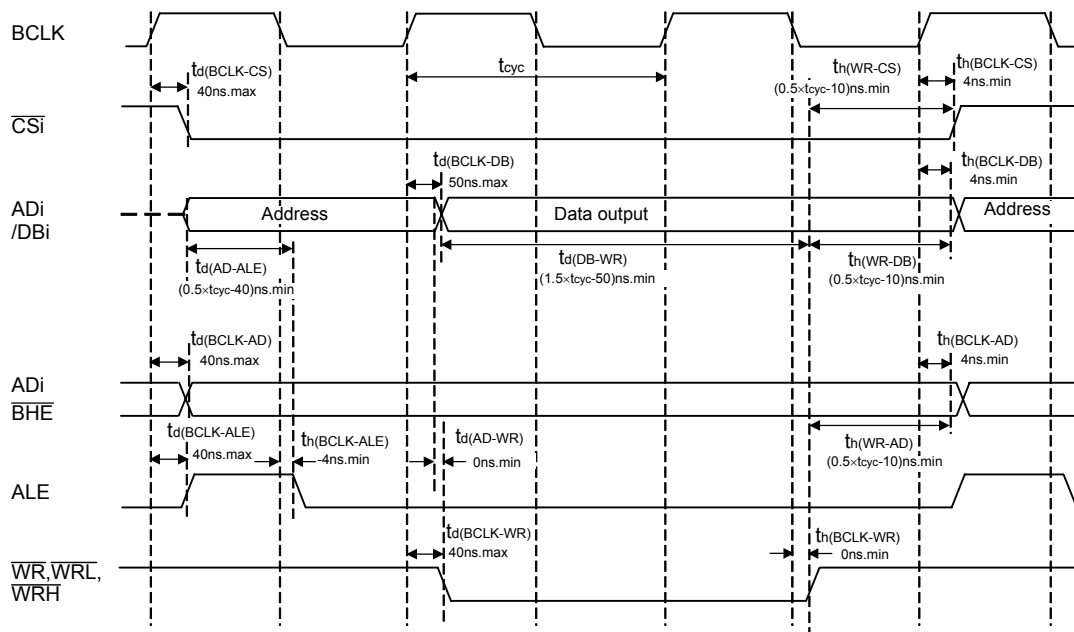 BCLK
td(BCLK-CS)
40ns.max
tcyc
th(WR-CS)
(0.5×tcyc-10)ns.min
th(BCLK-CS)
4ns.min
CSi
td(BCLK-DB)
50ns.max
th(BCLK-DB)
4ns.min
ADi
/DBi
Address
Data output
Address
td(AD-ALE)
(0.5×tcyc-40)ns.min
td(DB-WR)
(1.5×tcyc-50)ns.min
th(WR-DB)
(0.5×tcyc-10)ns.min
td(BCLK-AD)
40ns.max
th(BCLK-AD)
4ns.min
ADi
BHE
td(BCLK-ALE)
40ns.max
th(BCLK-ALE)
-4ns.min
td(AD-WR)
0ns.min
th(WR-AD)
(0.5×tcyc-10)ns.min
ALE
td(BCLK-WR)
40ns.max
th(BCLK-WR)
0ns.min
WR,WRL,
WRH